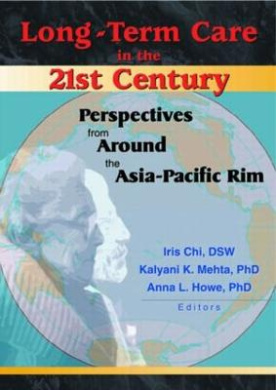 Long-Term Care
in the
21st Century
Perspectives
from
Around
the
Asia-Pacific Rim
Iris Chi, DSW
Kalyani K. Mehta, PhD
Anna L. Howe, PhD
Editors